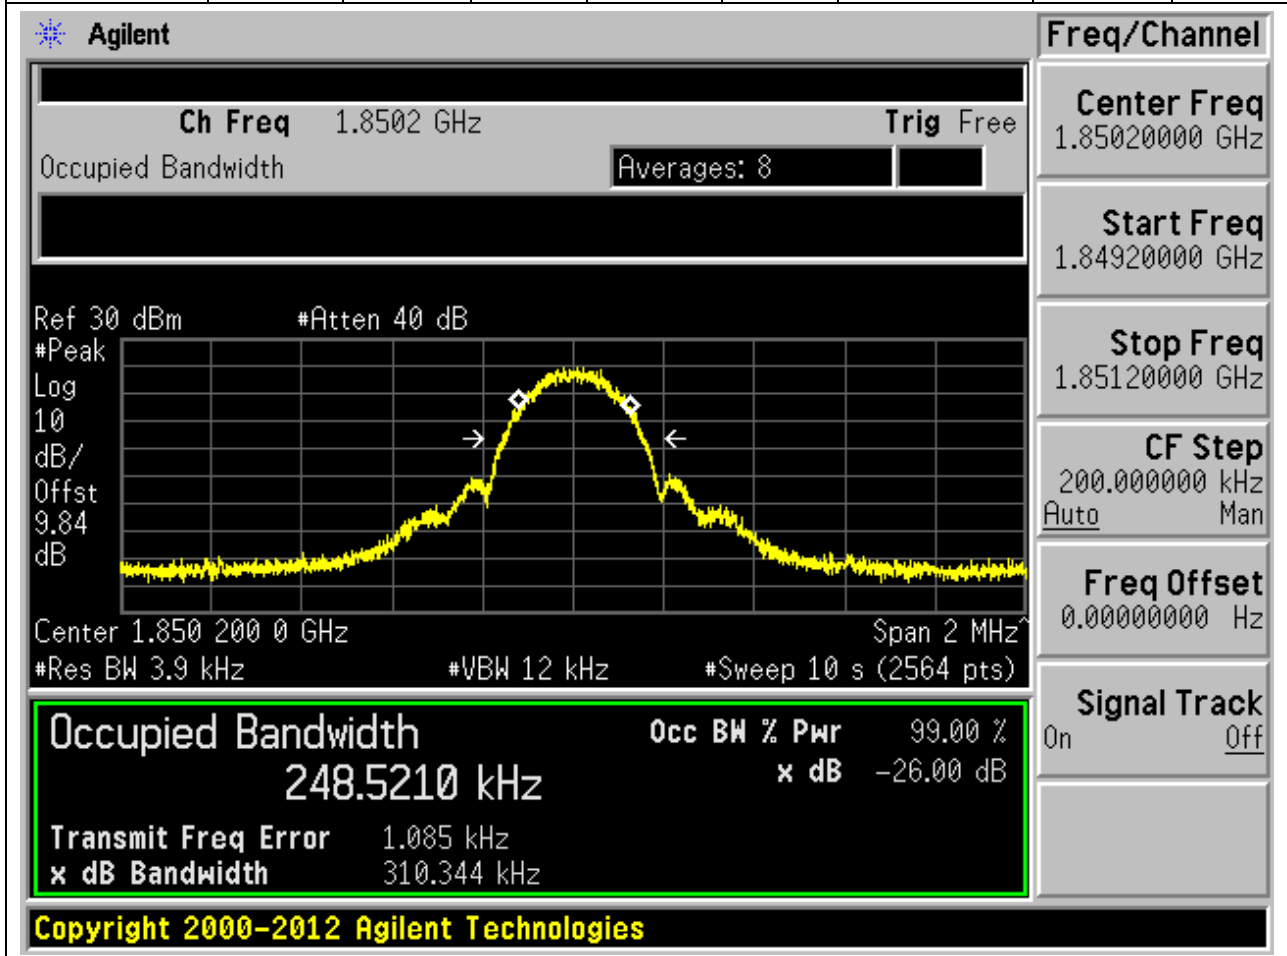 Agilent
Freq/Channel
Ch Freq 1.8502 GHz Trig Free
Occupied Bandwidth Averages: 8
Center Freq
1.85020000 GHz
Start Freq
1.84920000 GHz
Stop Freq
1.85120000 GHz
CF Step
200.000000 kHz
Auto Man
Freq Offset
0.00000000 Hz
Signal Track
On Off
Ref 30 dBm #Atten 40 dB
#Peak
Log
10
dB/
Offst
9.84
dB
Center 1.850 200 0 GHz Span 2 MHz^
#Res BW 3.9 kHz #VBW 12 kHz #Sweep 10 s (2564 pts)
Occupied Bandwidth Occ BW % Pwr 99.00 %
248.5210 kHz x dB -26.00 dB
Transmit Freq Error 1.085 kHz
x dB Bandwidth 310.344 kHz
Copyright 2000-2012 Agilent Technologies